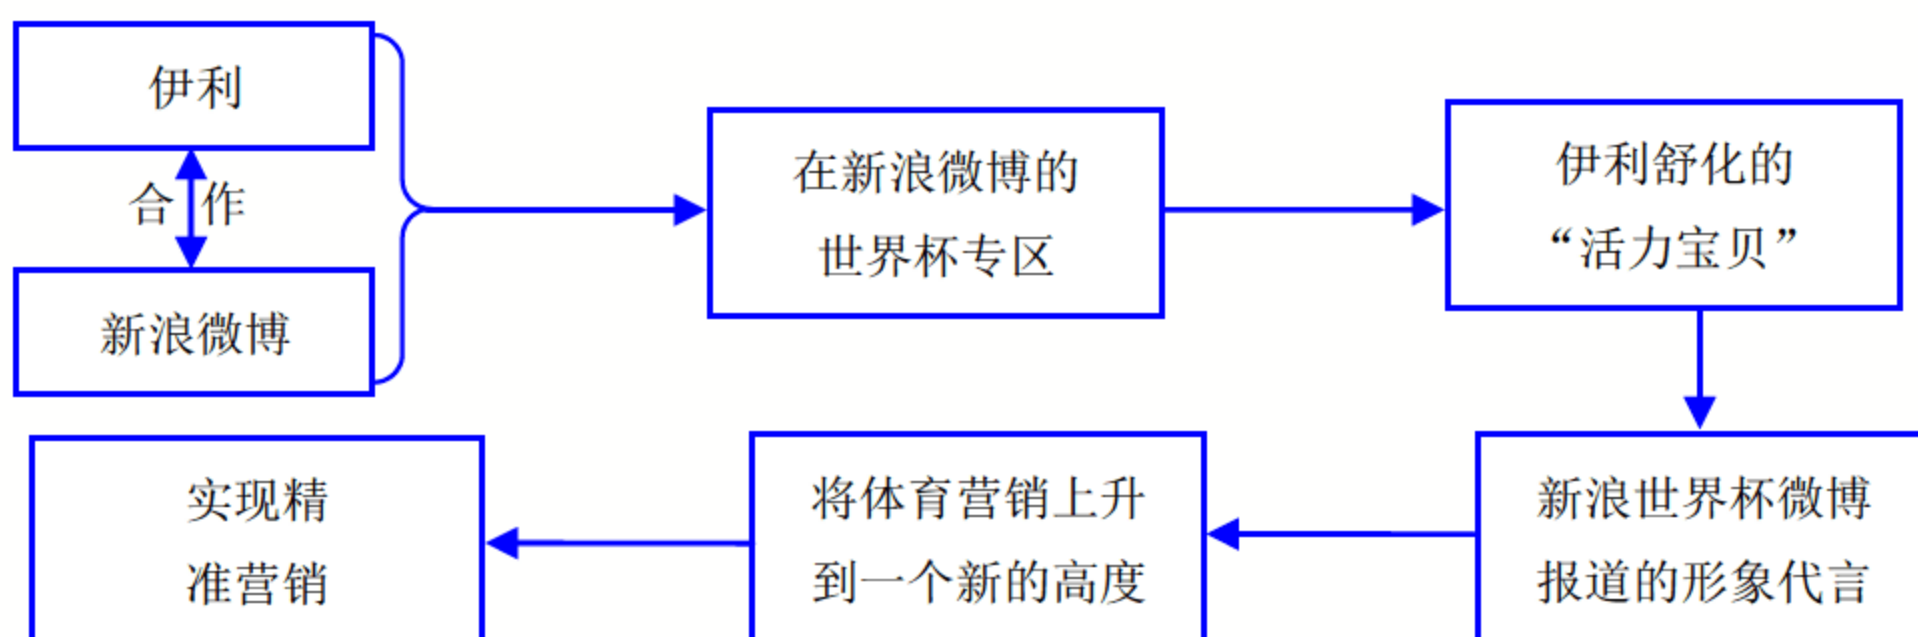 伊利
合 作
新浪微博
在新浪微博的
世界杯专区
伊利舒化的
“活力宝贝”
新浪世界杯微博
报道的形象代言
将体育营销上升
到一个新的高度
实现精
准营销